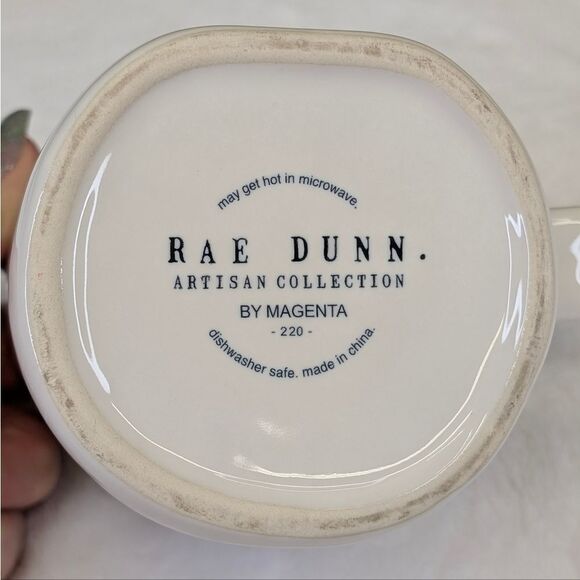 may get hot in microwave.
RAE DUNN.
ARTISAN COLLECTION
BY MAGENTA
- 220 -
dishwasher safe. made in china.